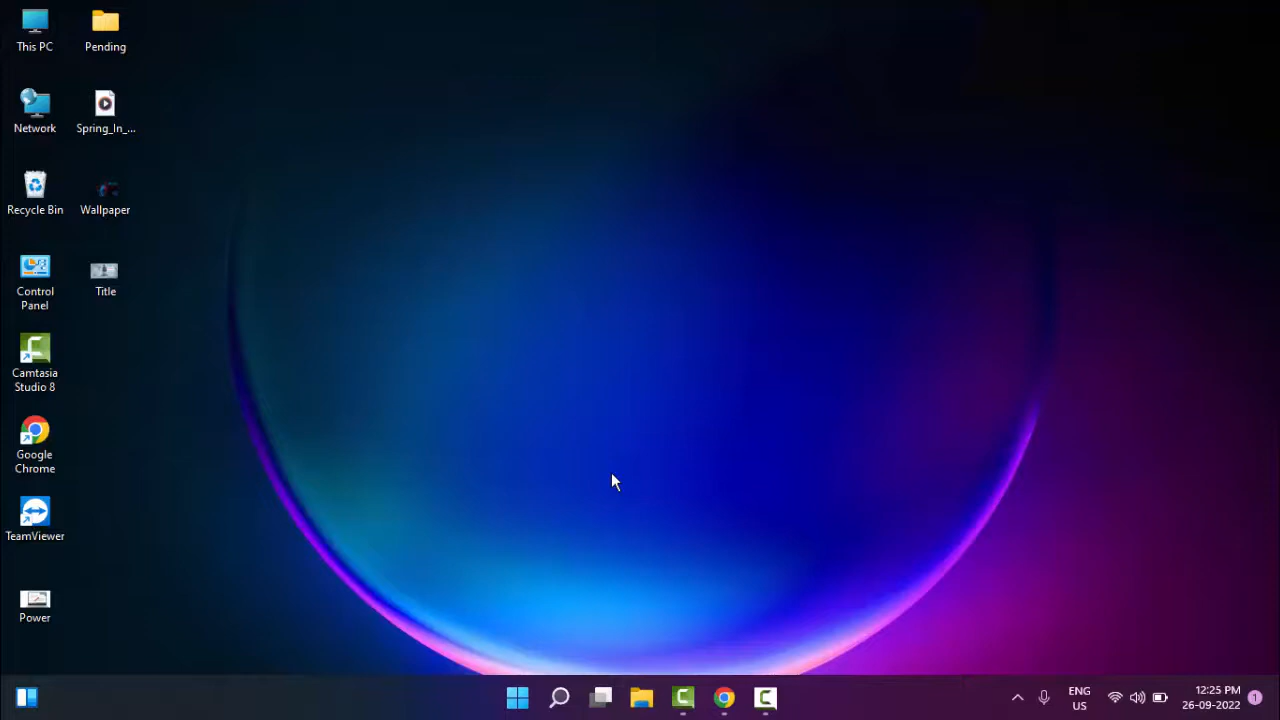 This PC
Pending
Network
Spring_In_...
Recycle Bin
Wallpaper
Control
Panel
Title
Camtasia
Studio 8
Google
Chrome
TeamViewer
Power
ENG
US
12:25 PM
26-09-2022
1